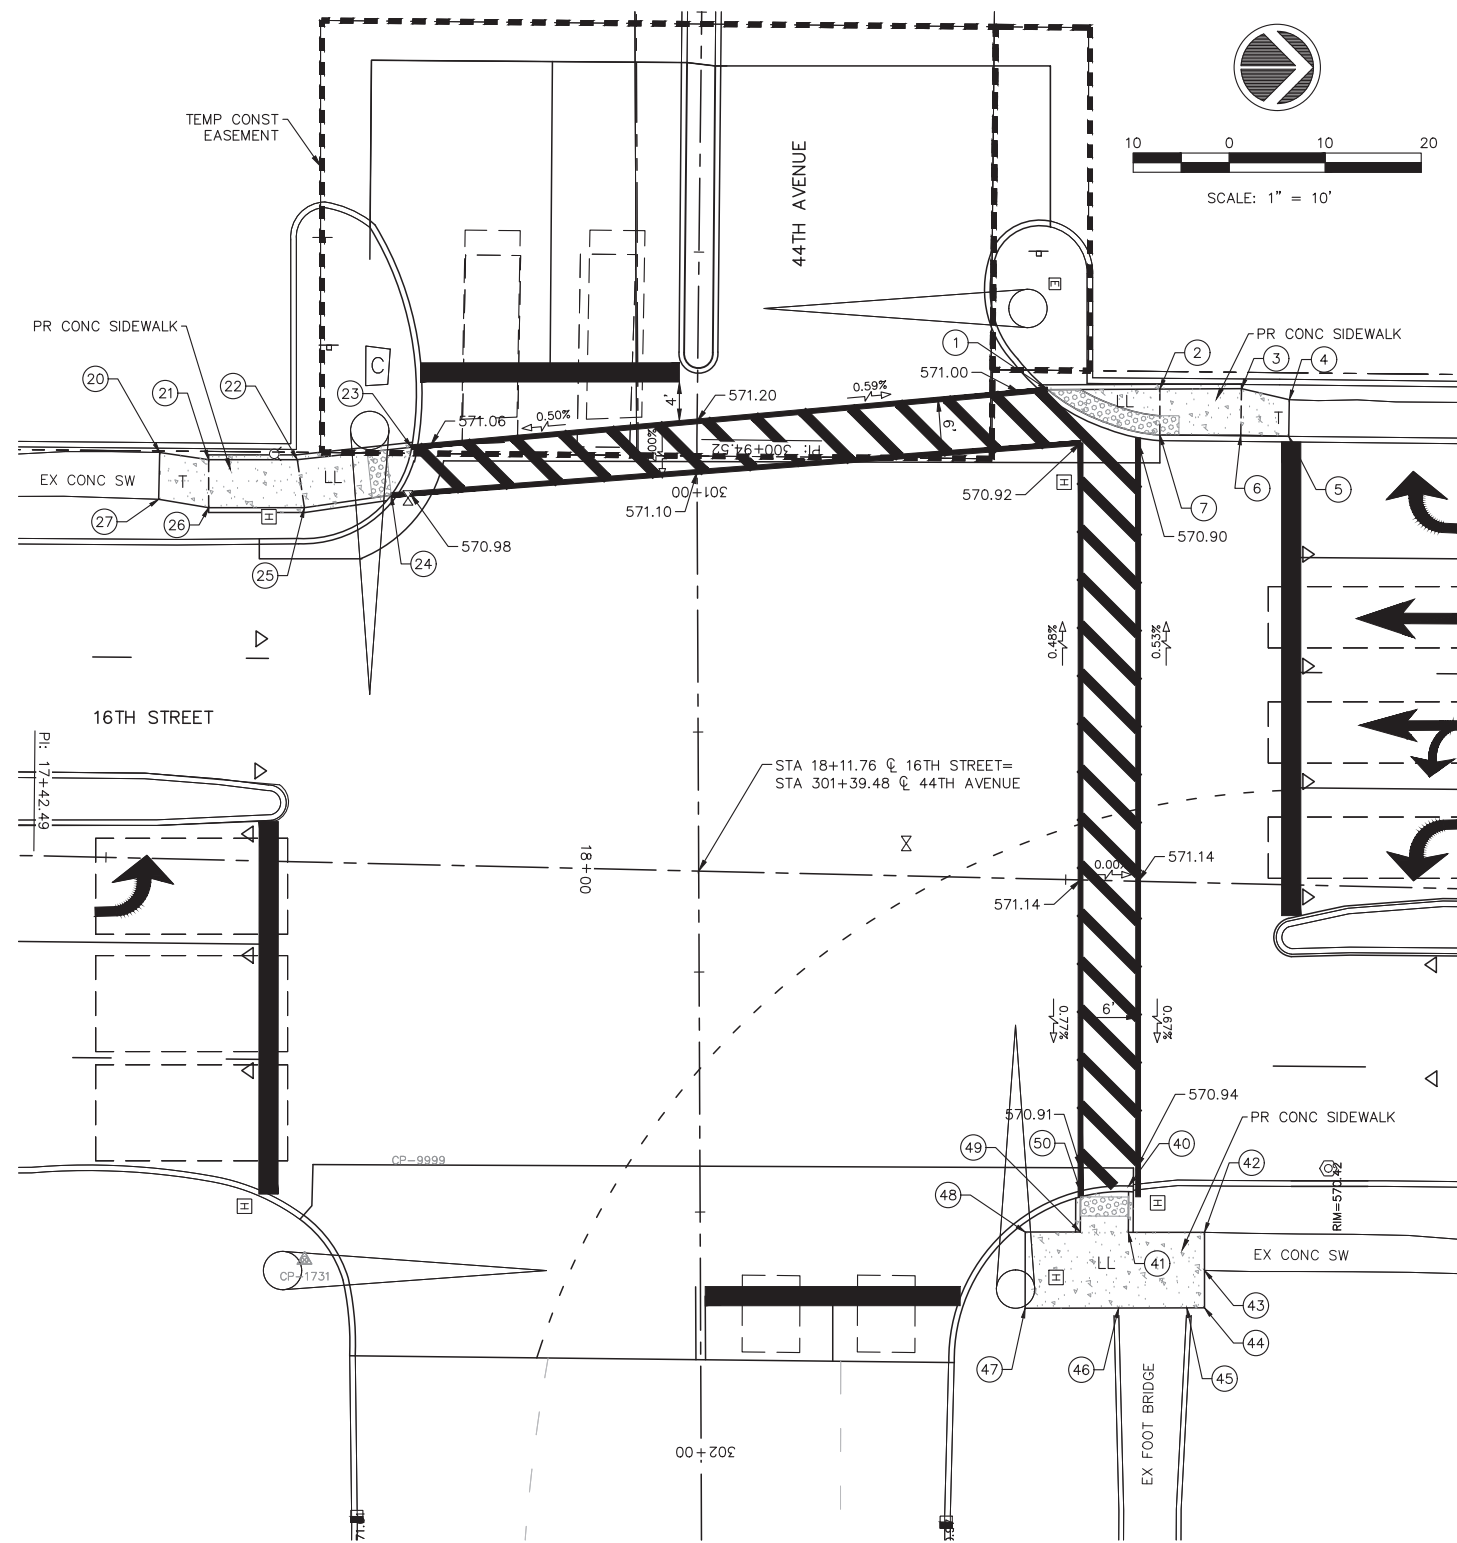 TEMP CONST
EASEMENT
44TH AVENUE
10 0 10 20
SCALE: 1" = 10'
E
PR CONC SIDEWALK
PR CONC SIDEWALK
C
1
2
3
4
20
21
22
23
571.00
0.59%
571.20
4'
571.06
0.50%
6'
LL
T
PI: 300+94.52
EX CONC SW
T
LL
301+00
571.10
570.92
H
6
5
7
27
26
H
25
24
570.98
570.90
0.48%
0.53%
16TH STREET
PI: 17+42.49
STA 18+11.76 ℄ 16TH STREET=
STA 301+39.48 ℄ 44TH AVENUE
18+00
571.14
571.14
6'
0.77%
0.67%
570.94
570.91
PR CONC SIDEWALK
CP-9999
49
50
40
42
48
H
H
RIM=570.42
EX CONC SW
CP-1731
LL
H
41
43
44
47
46
45
EX FOOT BRIDGE
302+00